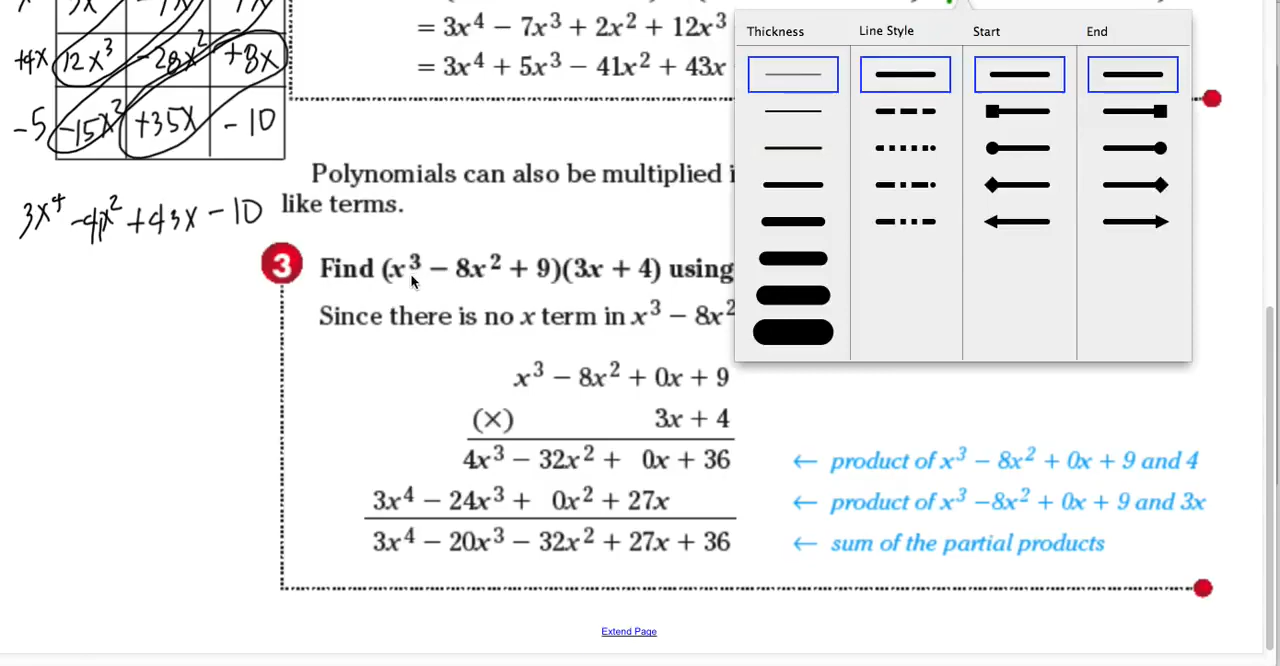 = 3x⁴ − 7x³ + 2x² + 12x³
= 3x⁴ + 5x³ − 41x² + 43x
+4x 12x³ -28x² +8x
-5 -15x² +35x -10
3x⁴ -41x² +43x -10
Polynomials can also be multiplied
like terms.
3 Find (x³ − 8x² + 9)(3x + 4) using
Since there is no x term in x³ − 8x²
x³ − 8x² + 0x + 9
(×) 3x + 4
4x³ − 32x² + 0x + 36 ← product of x³ − 8x² + 0x + 9 and 4
3x⁴ − 24x³ + 0x² + 27x ← product of x³ −8x² + 0x + 9 and 3x
3x⁴ − 20x³ − 32x² + 27x + 36 ← sum of the partial products
Extend Page
Thickness Line Style Start End